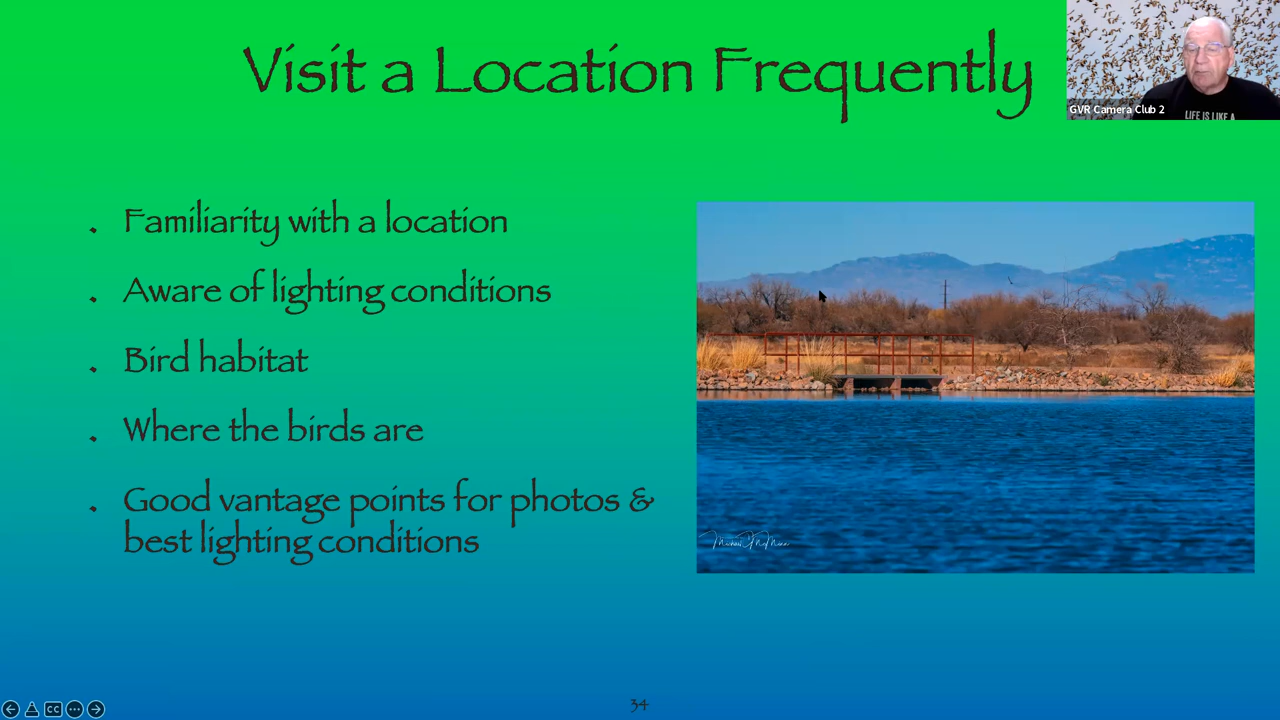 Visit a Location Frequently
GVR Camera Club 2
LIFE IS LIKE A
. Familiarity with a location
. Aware of lighting conditions
. Bird habitat
. Where the birds are
. Good vantage points for photos &
best lighting conditions
CC
34